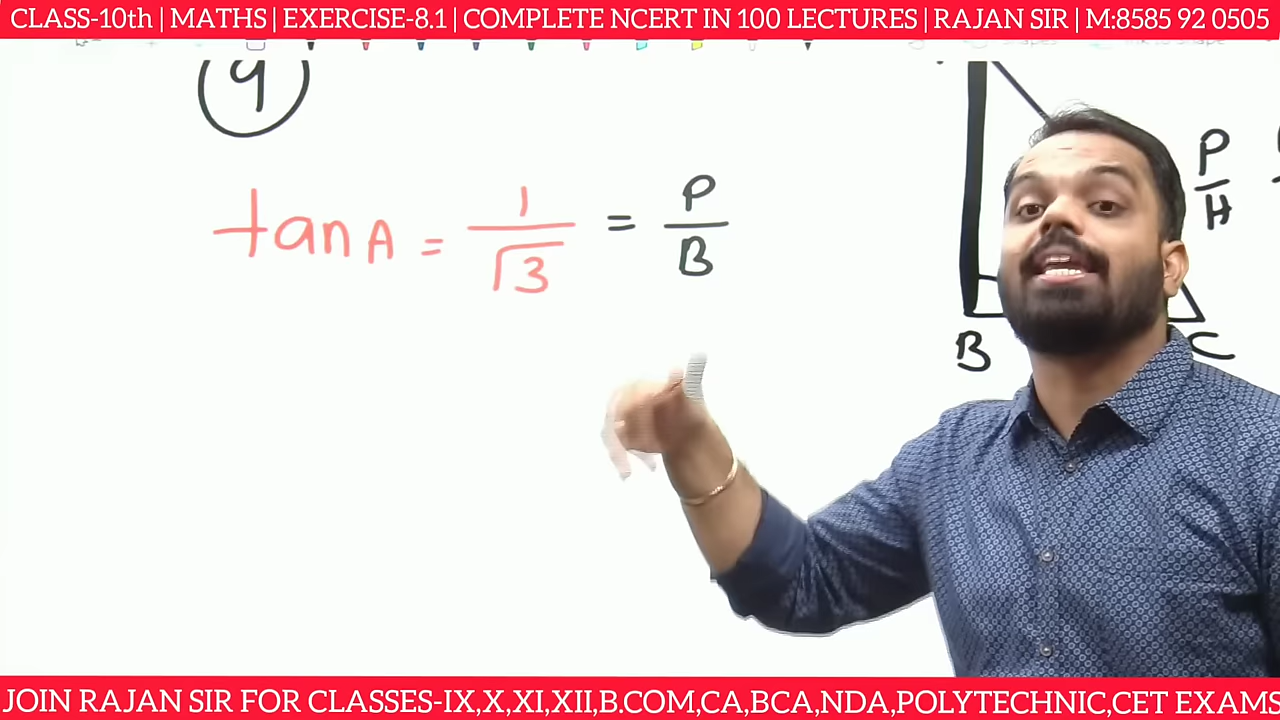 CLASS-10th | MATHS | EXERCISE-8.1 | COMPLETE NCERT IN 100 LECTURES | RAJAN SIR | M:8585 92 0505
9
tan A = 1/√3 = P/B
P/H
B C
JOIN RAJAN SIR FOR CLASSES-IX,X,XI,XII,B.COM,CA,BCA,NDA,POLYTECHNIC,CET EXAMS